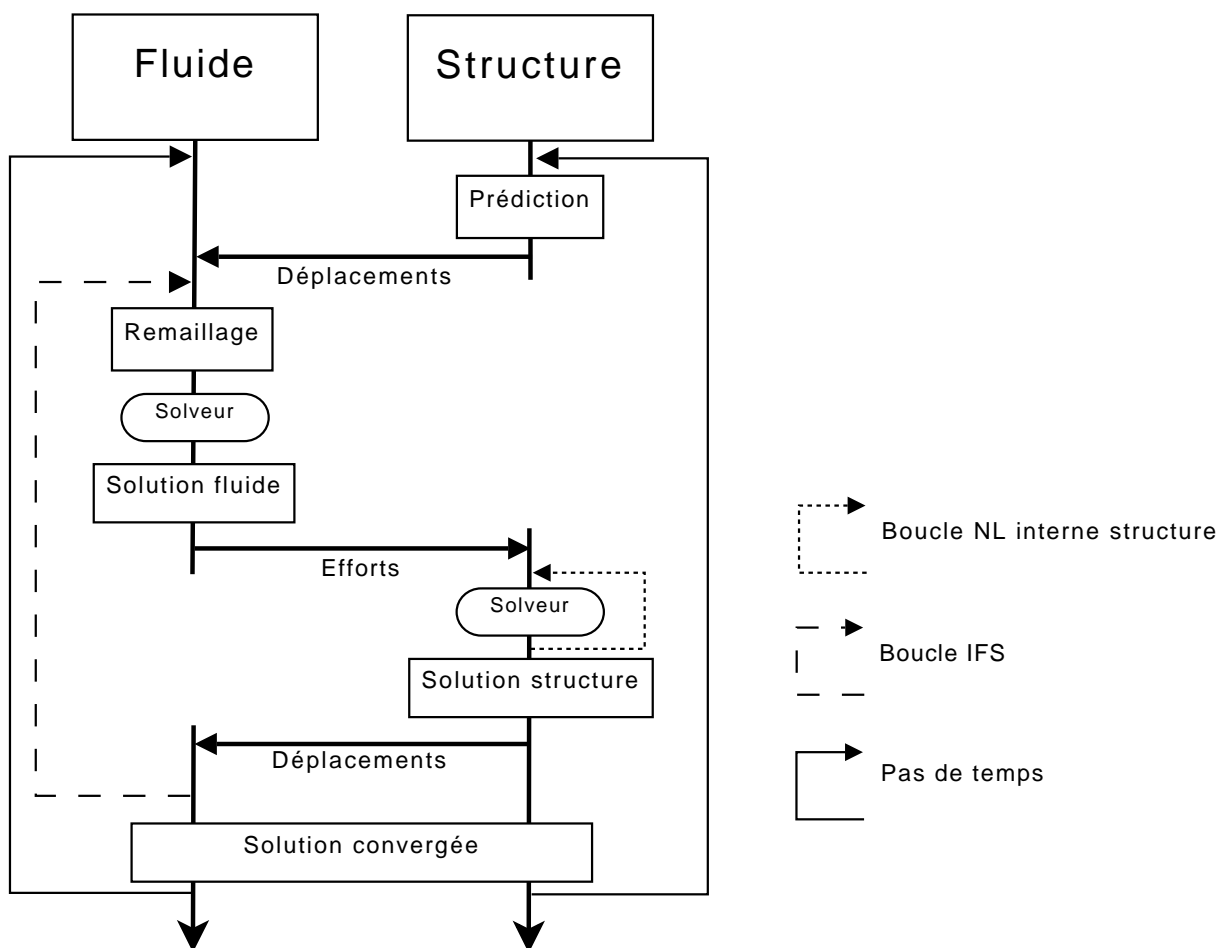 Fluide
Structure
Prédiction
Déplacements
Remaillage
Solveur
Solution fluide
Efforts
Solveur
Solution structure
Déplacements
Solution convergée
Boucle NL interne structure
Boucle IFS
Pas de temps